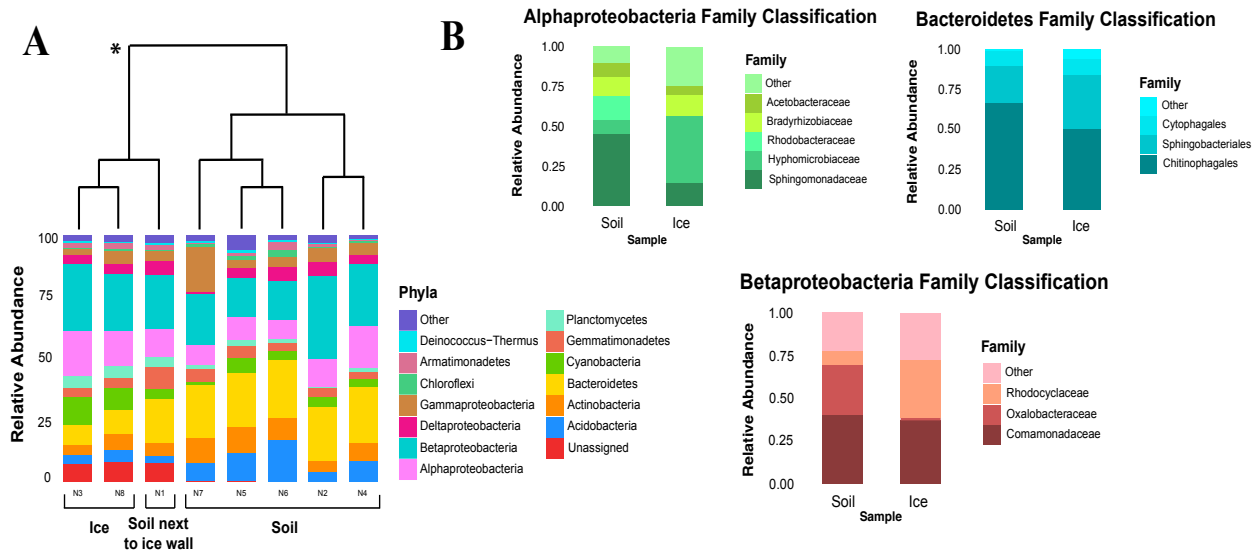 A
*
Relative Abundance
100
75
50
25
0
N3
N8
N1
N7
N5
N6
N2
N4
Ice
Soil next
to ice wall
Soil
Phyla
Other
Deinococcus−Thermus
Armatimonadetes
Chloroflexi
Gammaproteobacteria
Deltaproteobacteria
Betaproteobacteria
Alphaproteobacteria
Planctomycetes
Gemmatimonadetes
Cyanobacteria
Bacteroidetes
Actinobacteria
Acidobacteria
Unassigned
B
Alphaproteobacteria Family Classification
Relative Abundance
1.00
0.75
0.50
0.25
0.00
Soil
Ice
Sample
Family
Other
Acetobacteraceae
Bradyrhizobiaceae
Rhodobacteraceae
Hyphomicrobiaceae
Sphingomonadaceae
Bacteroidetes Family Classification
Relative Abundance
1.00
0.75
0.50
0.25
0.00
Soil
Ice
Sample
Family
Other
Cytophagales
Sphingobacteriales
Chitinophagales
Betaproteobacteria Family Classification
Relative Abundance
1.00
0.75
0.50
0.25
0.00
Soil
Ice
Sample
Family
Other
Rhodocyclaceae
Oxalobacteraceae
Comamonadaceae